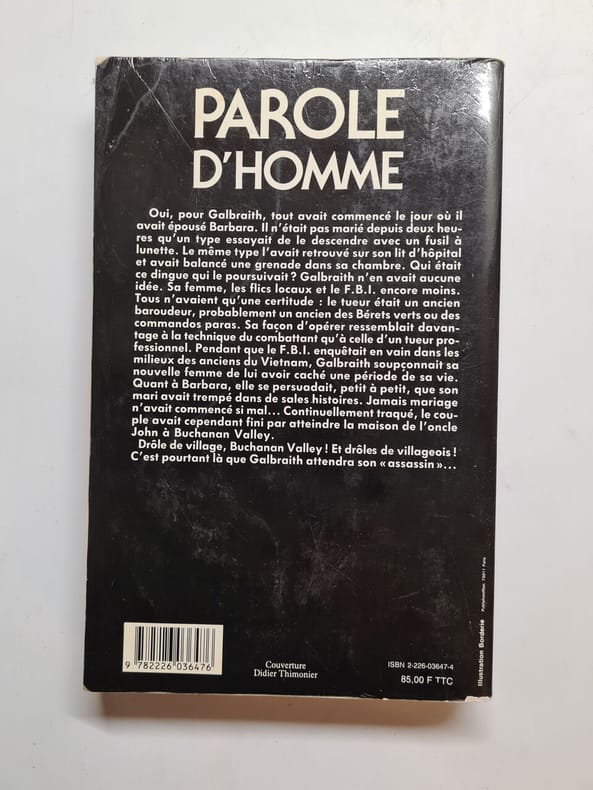 PAROLE
D'HOMME
Oui, pour Galbraith, tout avait commencé le jour où il
avait épousé Barbara. Il n'était pas marié depuis deux heu-
res qu'un type essayait de le descendre avec un fusil à
lunette. Le même type l'avait retrouvé sur son lit d'hôpital
et avait balancé une grenade dans sa chambre. Qui était
ce dingue qui le poursuivait ? Galbraith n'en avait aucune
idée. Sa femme, les flics locaux et le F.B.I. encore moins.
Tous n'avaient qu'une certitude : le tueur était un ancien
baroudeur, probablement un ancien des Bérets verts ou des
commandos paras. Sa façon d'opérer ressemblait davan-
tage à la technique du combattant qu'à celle d'un tueur pro-
fessionnel. Pendant que le F.B.I. enquêtait en vain dans les
milieux des anciens du Vietnam, Galbraith soupçonnait sa
nouvelle femme de lui avoir caché une période de sa vie.
Quant à Barbara, elle se persuadait, petit à petit, que son
mari avait trempé dans de sales histoires. Jamais mariage
n'avait commencé si mal... Continuellement traqué, le cou-
ple avait cependant fini par atteindre la maison de l'oncle
John à Buchanan Valley.
Drôle de village, Buchanan Valley ! Et drôles de villageois !
C'est pourtant là que Galbraith attendra son « assassin »...
9 782226 036476
Couverture
Didier Thimonier
ISBN 2-226-03647-4
85,00 F TTC
Illustration Borderie